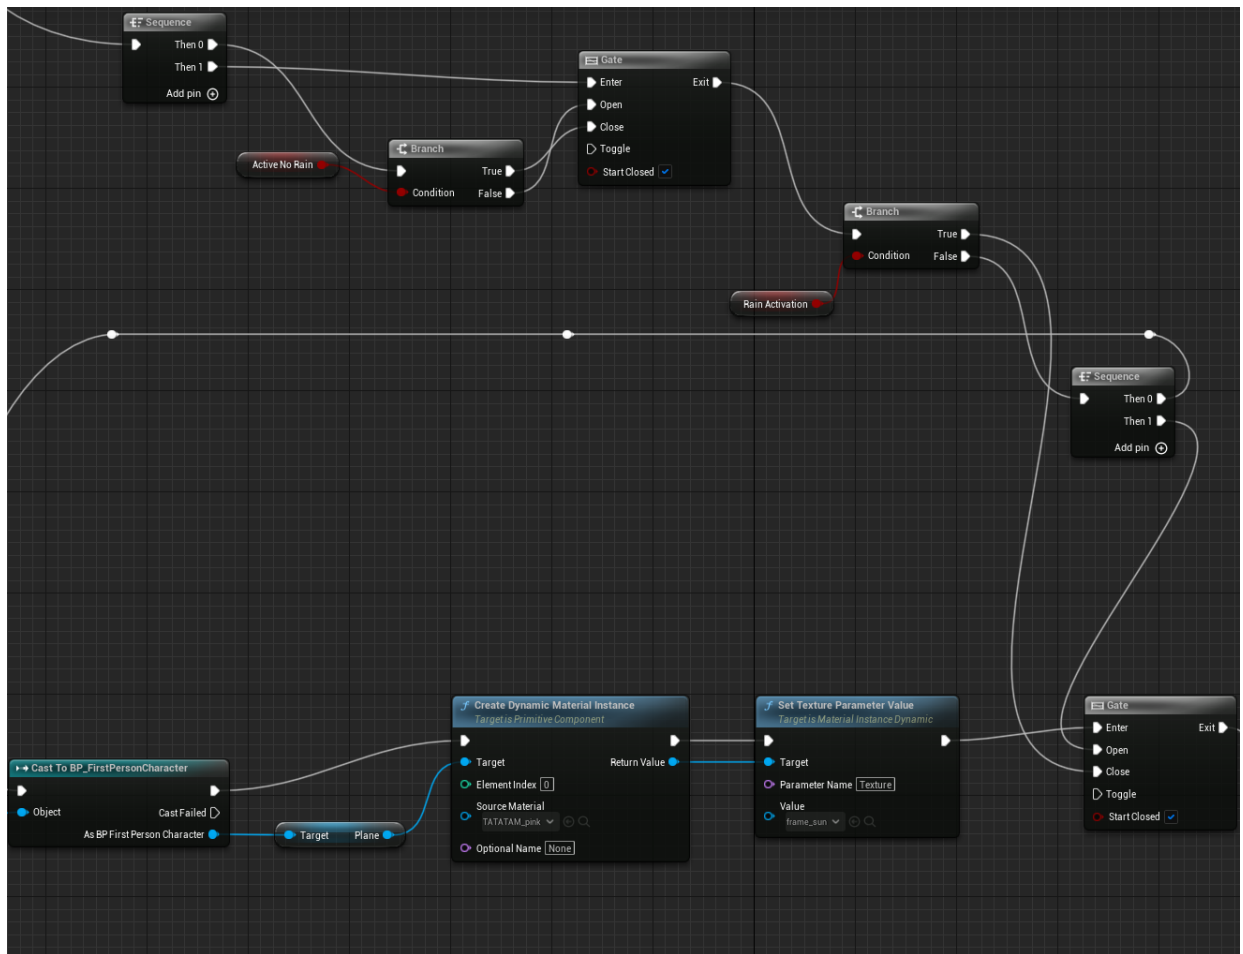 Sequence
Then 0
Then 1
Add pin
Gate
Enter Exit
Open
Close
Toggle
Start Closed
Active No Rain
Branch
True
Condition False
Branch
True
Condition False
Rain Activation
Sequence
Then 0
Then 1
Add pin
Cast To BP_FirstPersonCharacter
Object Cast Failed
As BP First Person Character
Target Plane
Create Dynamic Material Instance
Target is Primitive Component
Target Return Value
Element Index 0
Source Material
TATATAM_pink
Optional Name None
Set Texture Parameter Value
Target is Material Instance Dynamic
Target
Parameter Name Texture
Value
frame_sun
Gate
Enter Exit
Open
Close
Toggle
Start Closed